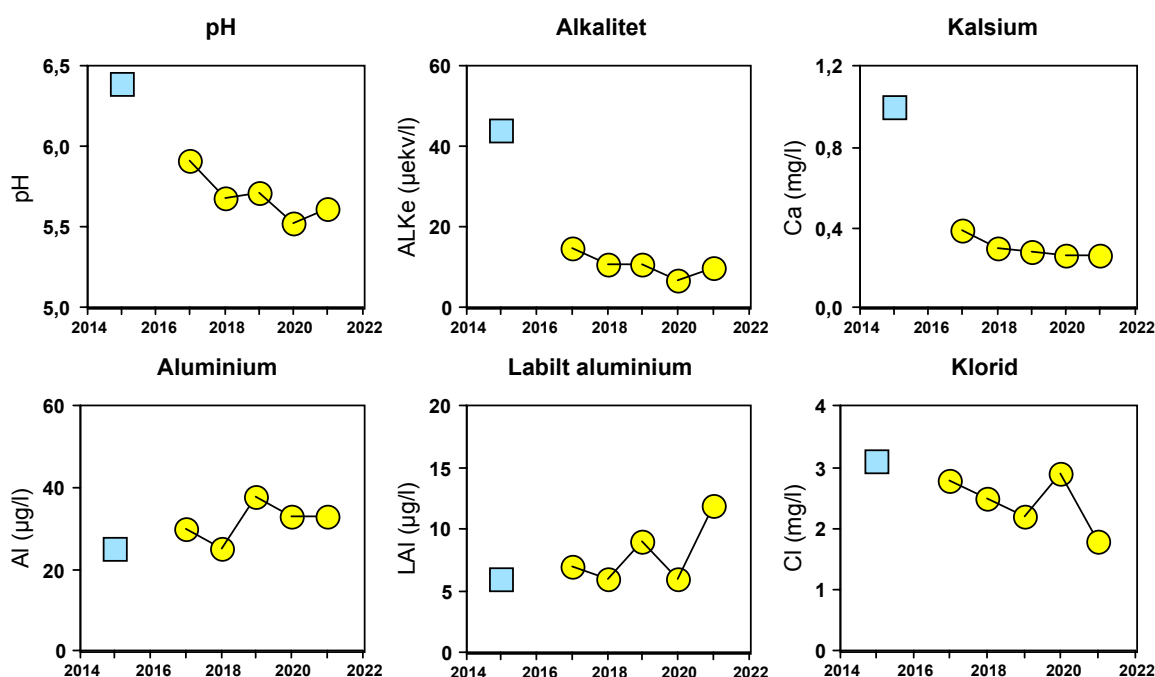 pH
6,5
6,0
5,5
5,0
pH
2014 2016 2018 2020 2022
Alkalitet
60
40
20
0
ALKe (µekv/l)
2014 2016 2018 2020 2022
Kalsium
1,2
0,8
0,4
0,0
Ca (mg/l)
2014 2016 2018 2020 2022
Aluminium
60
40
20
0
Al (µg/l)
2014 2016 2018 2020 2022
Labilt aluminium
20
15
10
5
0
LAl (µg/l)
2014 2016 2018 2020 2022
Klorid
4
3
2
1
0
Cl (mg/l)
2014 2016 2018 2020 2022